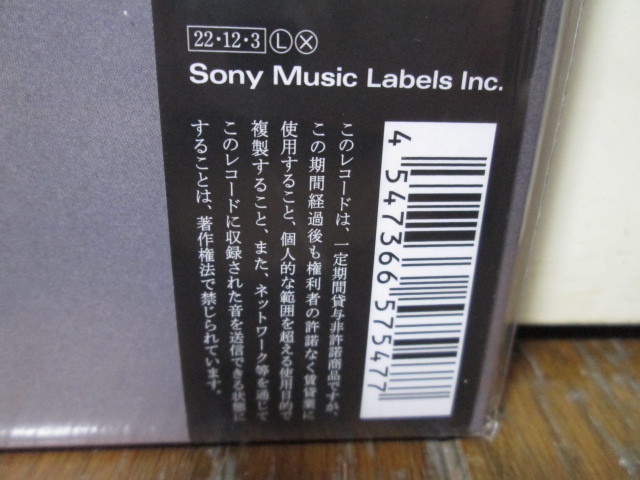 22・12・3 Ⓛ Ⓧ
Sony Music Labels Inc.
このレコードは、一定期間貸与非許諾商品ですが、
この期間経過後も権利者の許諾なく賃貸業に
使用すること、個人的な範囲を超える使用目的で
複製すること、また、ネットワーク等を通じて
このレコードに収録された音を送信できる状態に
することは、著作権法で禁じられています。
4 547366 575477